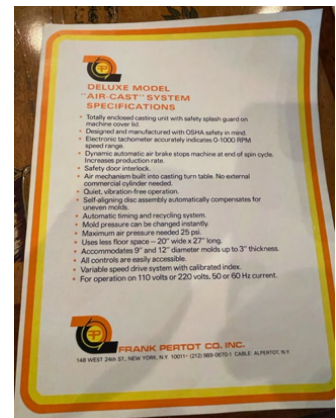 DELUXE MODEL
"AIR-CAST" SYSTEM
SPECIFICATIONS
• Totally enclosed casting unit with safety splash guard on
machine cover lid.
• Designed and manufactured with OSHA safety in mind.
• Electronic tachometer accurately indicates 0-1000 RPM
speed range.
• Dynamic automatic air brake stops machine at end of spin cycle.
Increases production rate.
• Safety door interlock.
• Air mechanism built into casting turn table. No external
commercial cylinder needed.
• Quiet, vibration-free operation.
• Self-aligning disc assembly automatically compensates for
uneven molds.
• Automatic timing and recycling system.
• Mold pressure can be changed instantly.
• Maximum air pressure needed 25 psi.
• Uses less floor space – 20" wide x 27" long.
• Accommodates 9" and 12" diameter molds up to 3" thickness.
• All controls are easily accessible.
• Variable speed drive system with calibrated index.
• For operation on 110 volts or 220 volts, 50 or 60 Hz current.
FRANK PERTOT CO. INC.
148 WEST 24th ST., NEW YORK, N.Y. 10011 • (212) 989-0670-1 CABLE: ALPERTOT, N.Y.